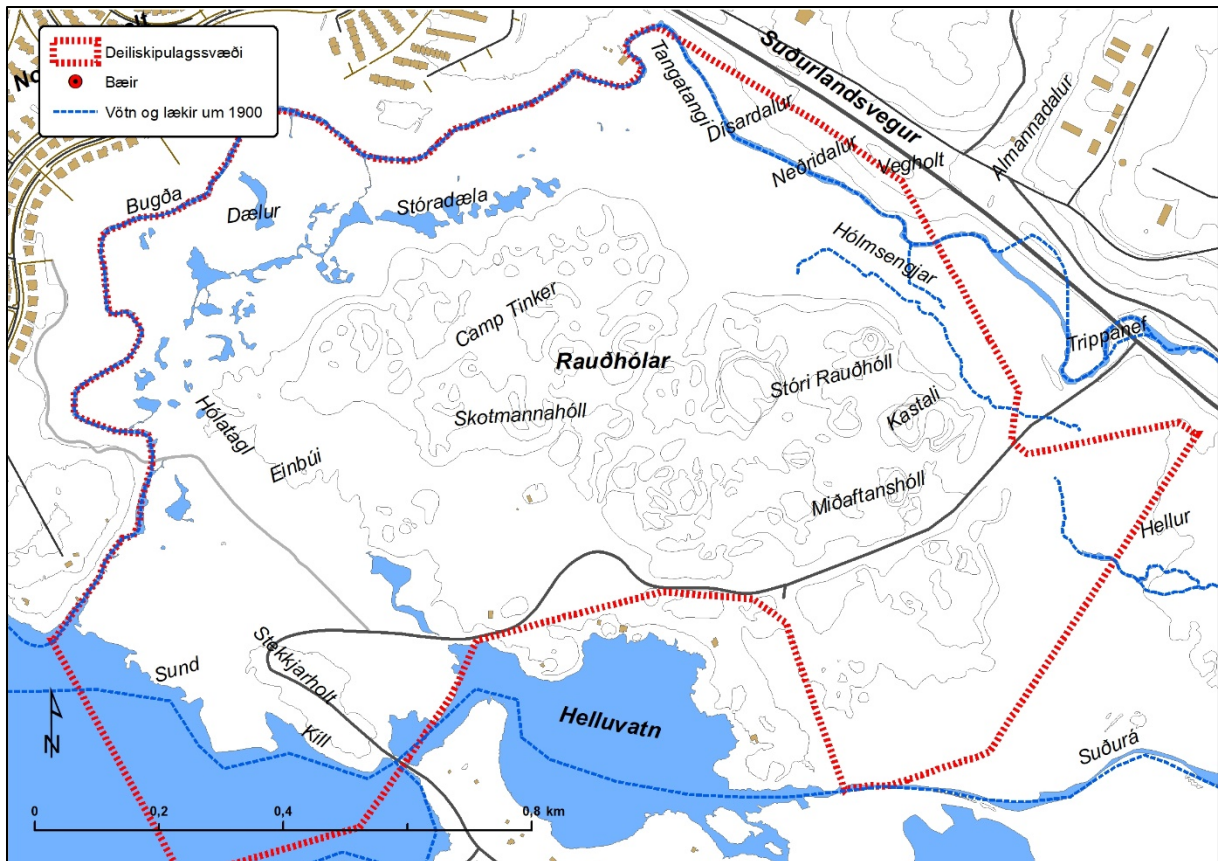 No
lt
Deiliskipulagssvæði
Bæir
Vötn og lækir um 1900
Suðurlandsvegur
Tangatangi
Dísardalur
Neðridalur
Vegholt
Almannadalur
Bugða
Dælur
Stóradæla
Hólmsengjar
Camp Tinker
Trippanef
Rauðhólar
Stóri Rauðhóll
Skotmannahóll
Kastali
Hólatagl
Einbúi
Miðaftanshóll
Hellur
Stekkjarholt
Sund
Kíll
Helluvatn
Suðurá
N
0
0,2
0,4
0,8 km